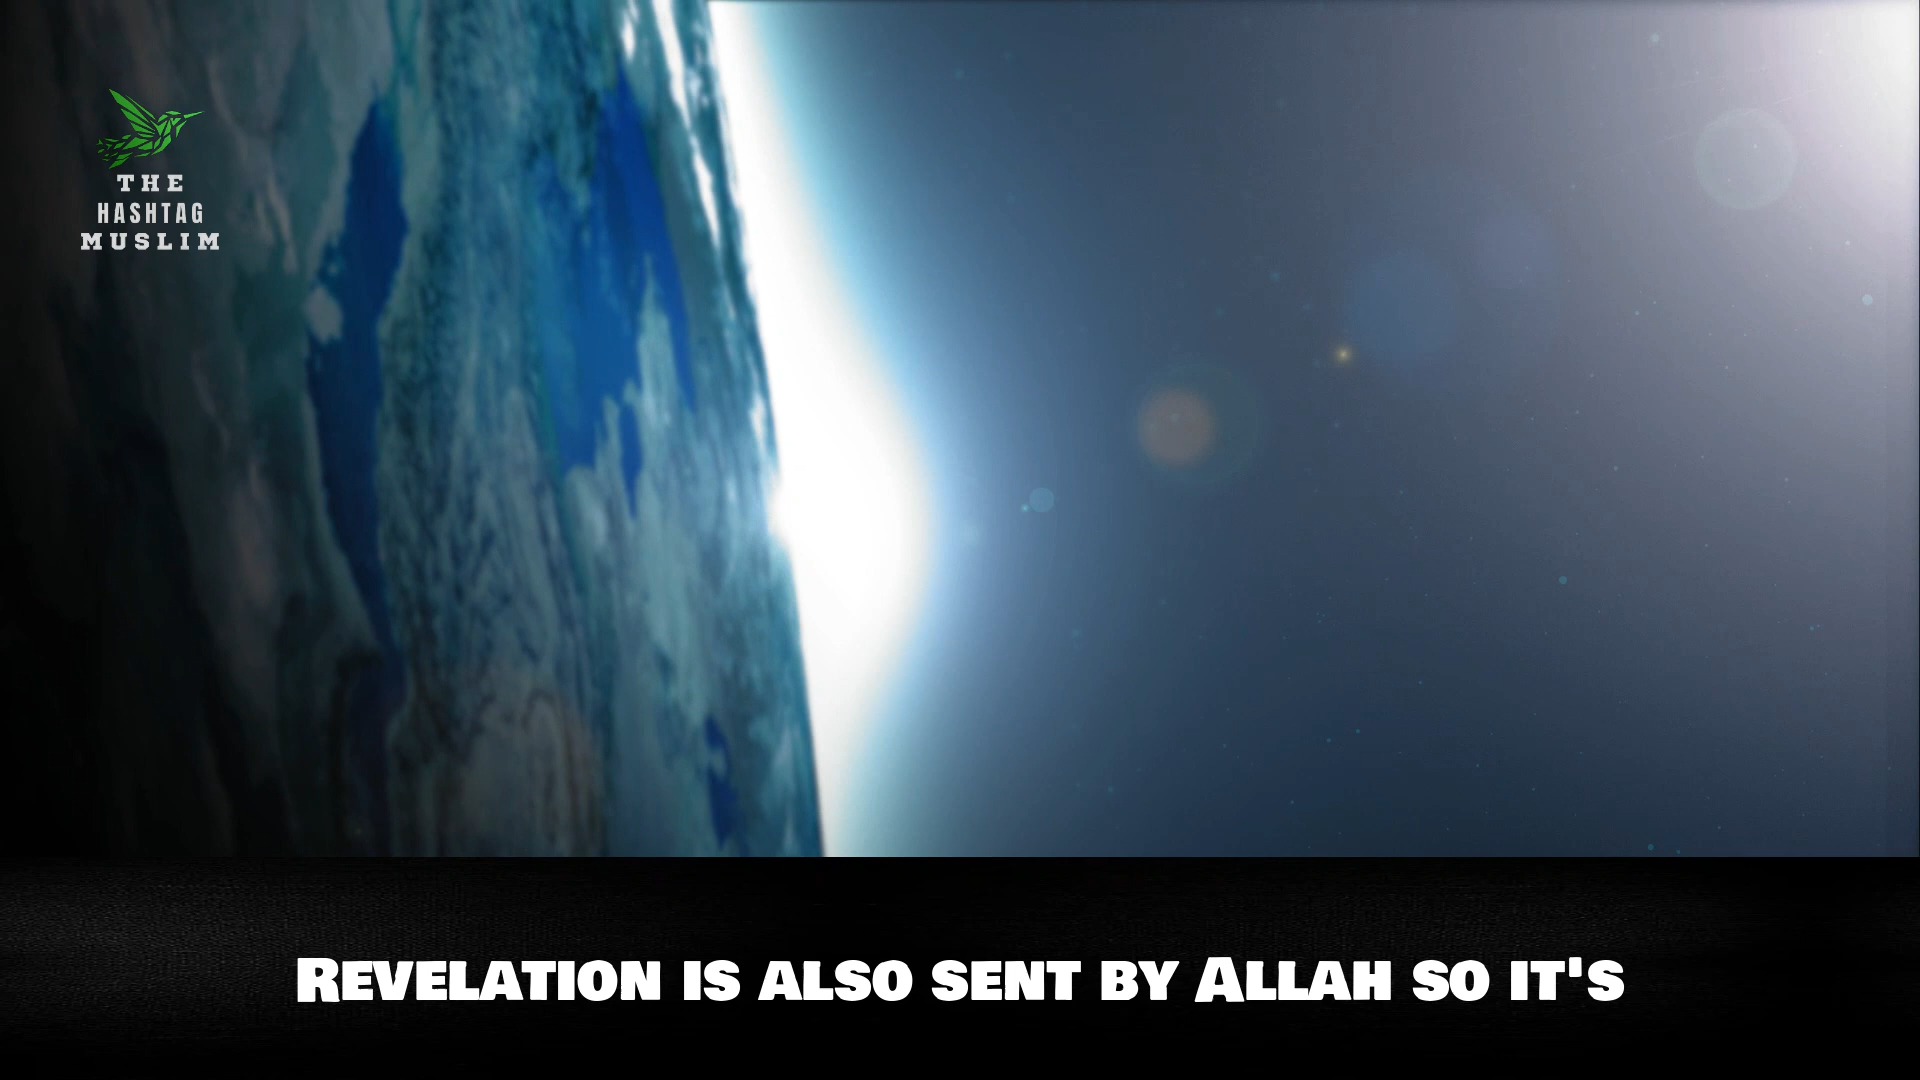 THE
HASHTAG
MUSLIM
REVELATION IS ALSO SENT BY ALLAH SO IT'S